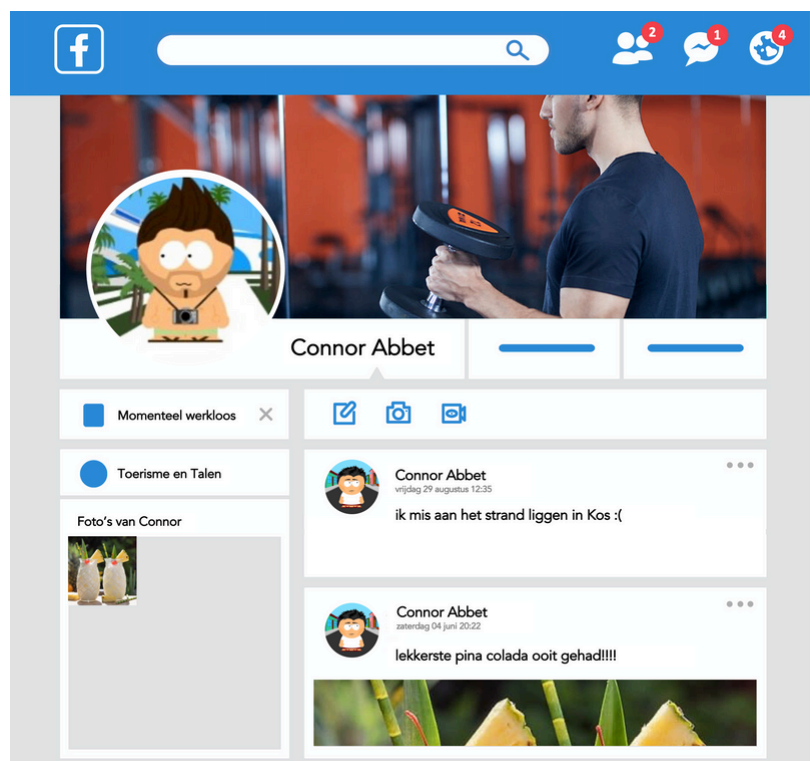 f
2
1
4
Connor Abbet
Momenteel werkloos
Toerisme en Talen
Foto's van Connor
Connor Abbet
vrijdag 29 augustus 12:35
ik mis aan het strand liggen in Kos :(
Connor Abbet
zaterdag 04 juni 20:22
lekkerste pina colada ooit gehad!!!!